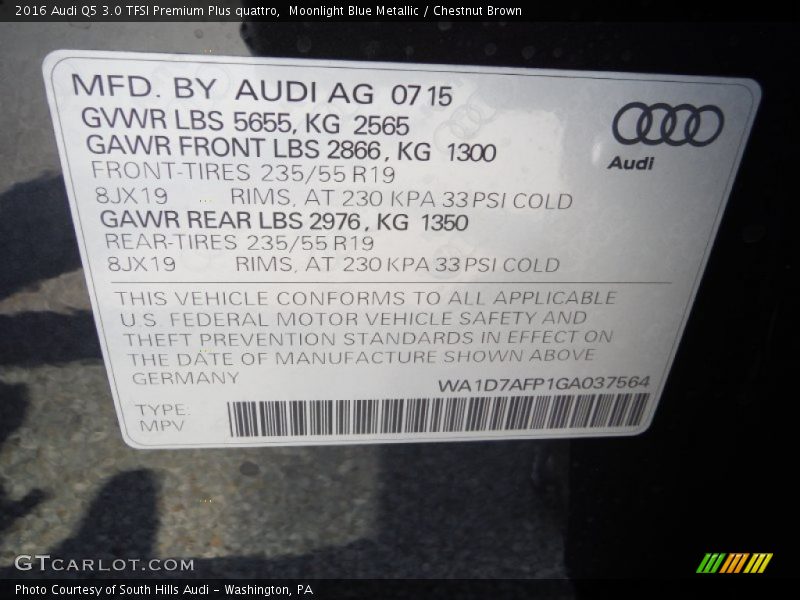 2016 Audi Q5 3.0 TFSI Premium Plus quattro,  Moonlight Blue Metallic / Chestnut Brown
MFD. BY AUDI AG 07 15
GVWR LBS 5655, KG 2565
GAWR FRONT LBS 2866, KG 1300
FRONT-TIRES 235/55 R19
8JX19 RIMS, AT 230 KPA 33 PSI COLD
GAWR REAR LBS 2976, KG 1350
REAR-TIRES 235/55 R19
8JX19 RIMS, AT 230 KPA 33 PSI COLD
Audi
THIS VEHICLE CONFORMS TO ALL APPLICABLE
U.S. FEDERAL MOTOR VEHICLE SAFETY AND
THEFT PREVENTION STANDARDS IN EFFECT ON
THE DATE OF MANUFACTURE SHOWN ABOVE
GERMANY
WA1D7AFP1GA037564
TYPE:
MPV
GTCARLOT.COM
Photo Courtesy of South Hills Audi - Washington, PA